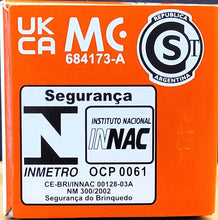 UK
CA
MC
684173-A
REPUBLICA
S
ARGENTINA
Segurança
N
INMETRO
INSTITUTO NACIONAL
INNAC
OCP 0061
CE-BRI/INNAC 00128-03A
NM 300/2002
Segurança do Brinquedo